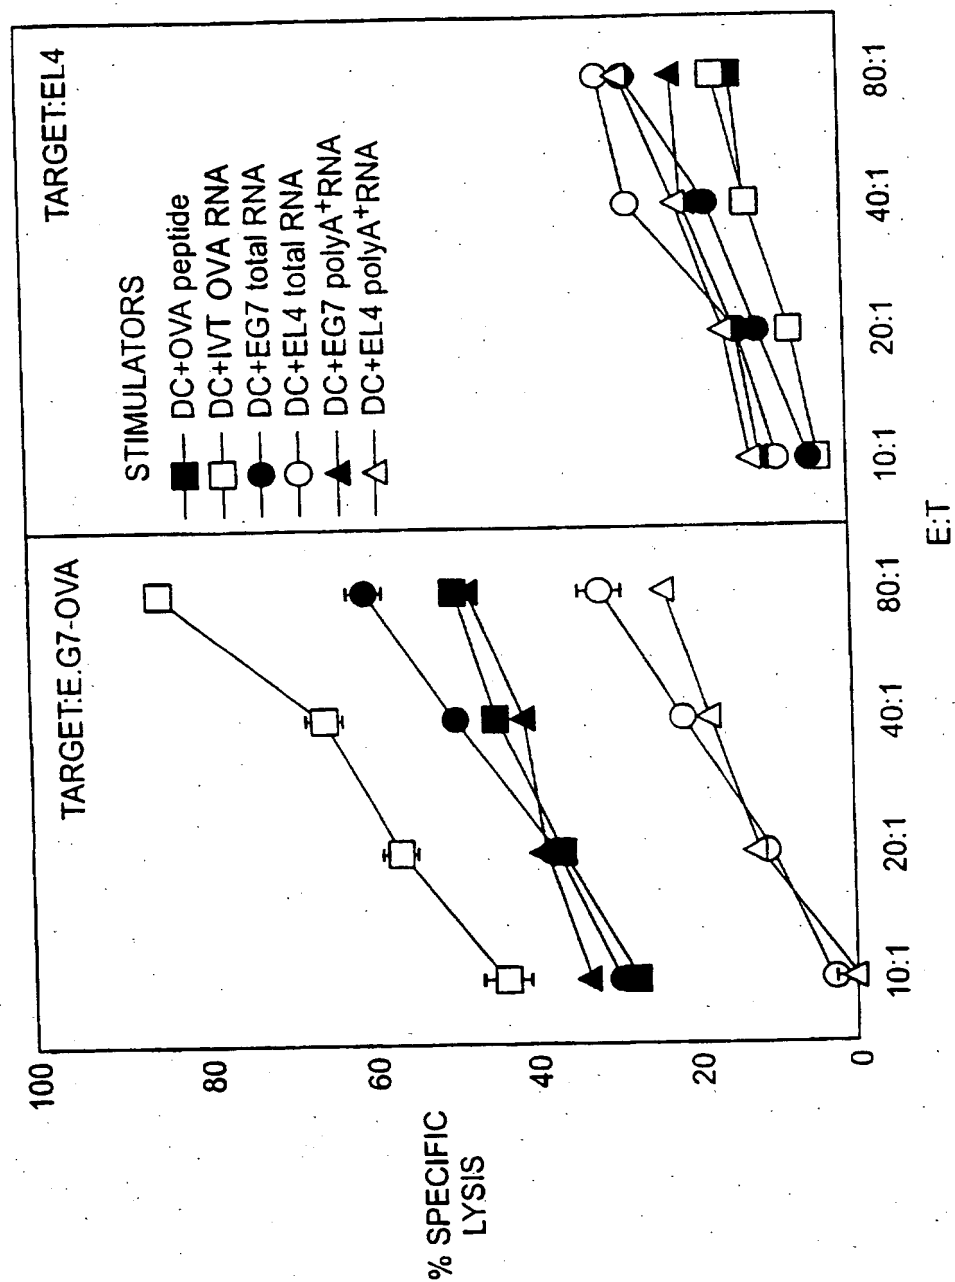 TARGET:E.G7-OVA
TARGET:EL4
STIMULATORS
DC+OVA peptide
DC+IVT OVA RNA
DC+EG7 total RNA
DC+EL4 total RNA
DC+EG7 polyA+RNA
DC+EL4 polyA+RNA
% SPECIFIC
LYSIS
100
80
60
40
20
0
10:1
20:1
40:1
80:1
10:1
20:1
40:1
80:1
E:T